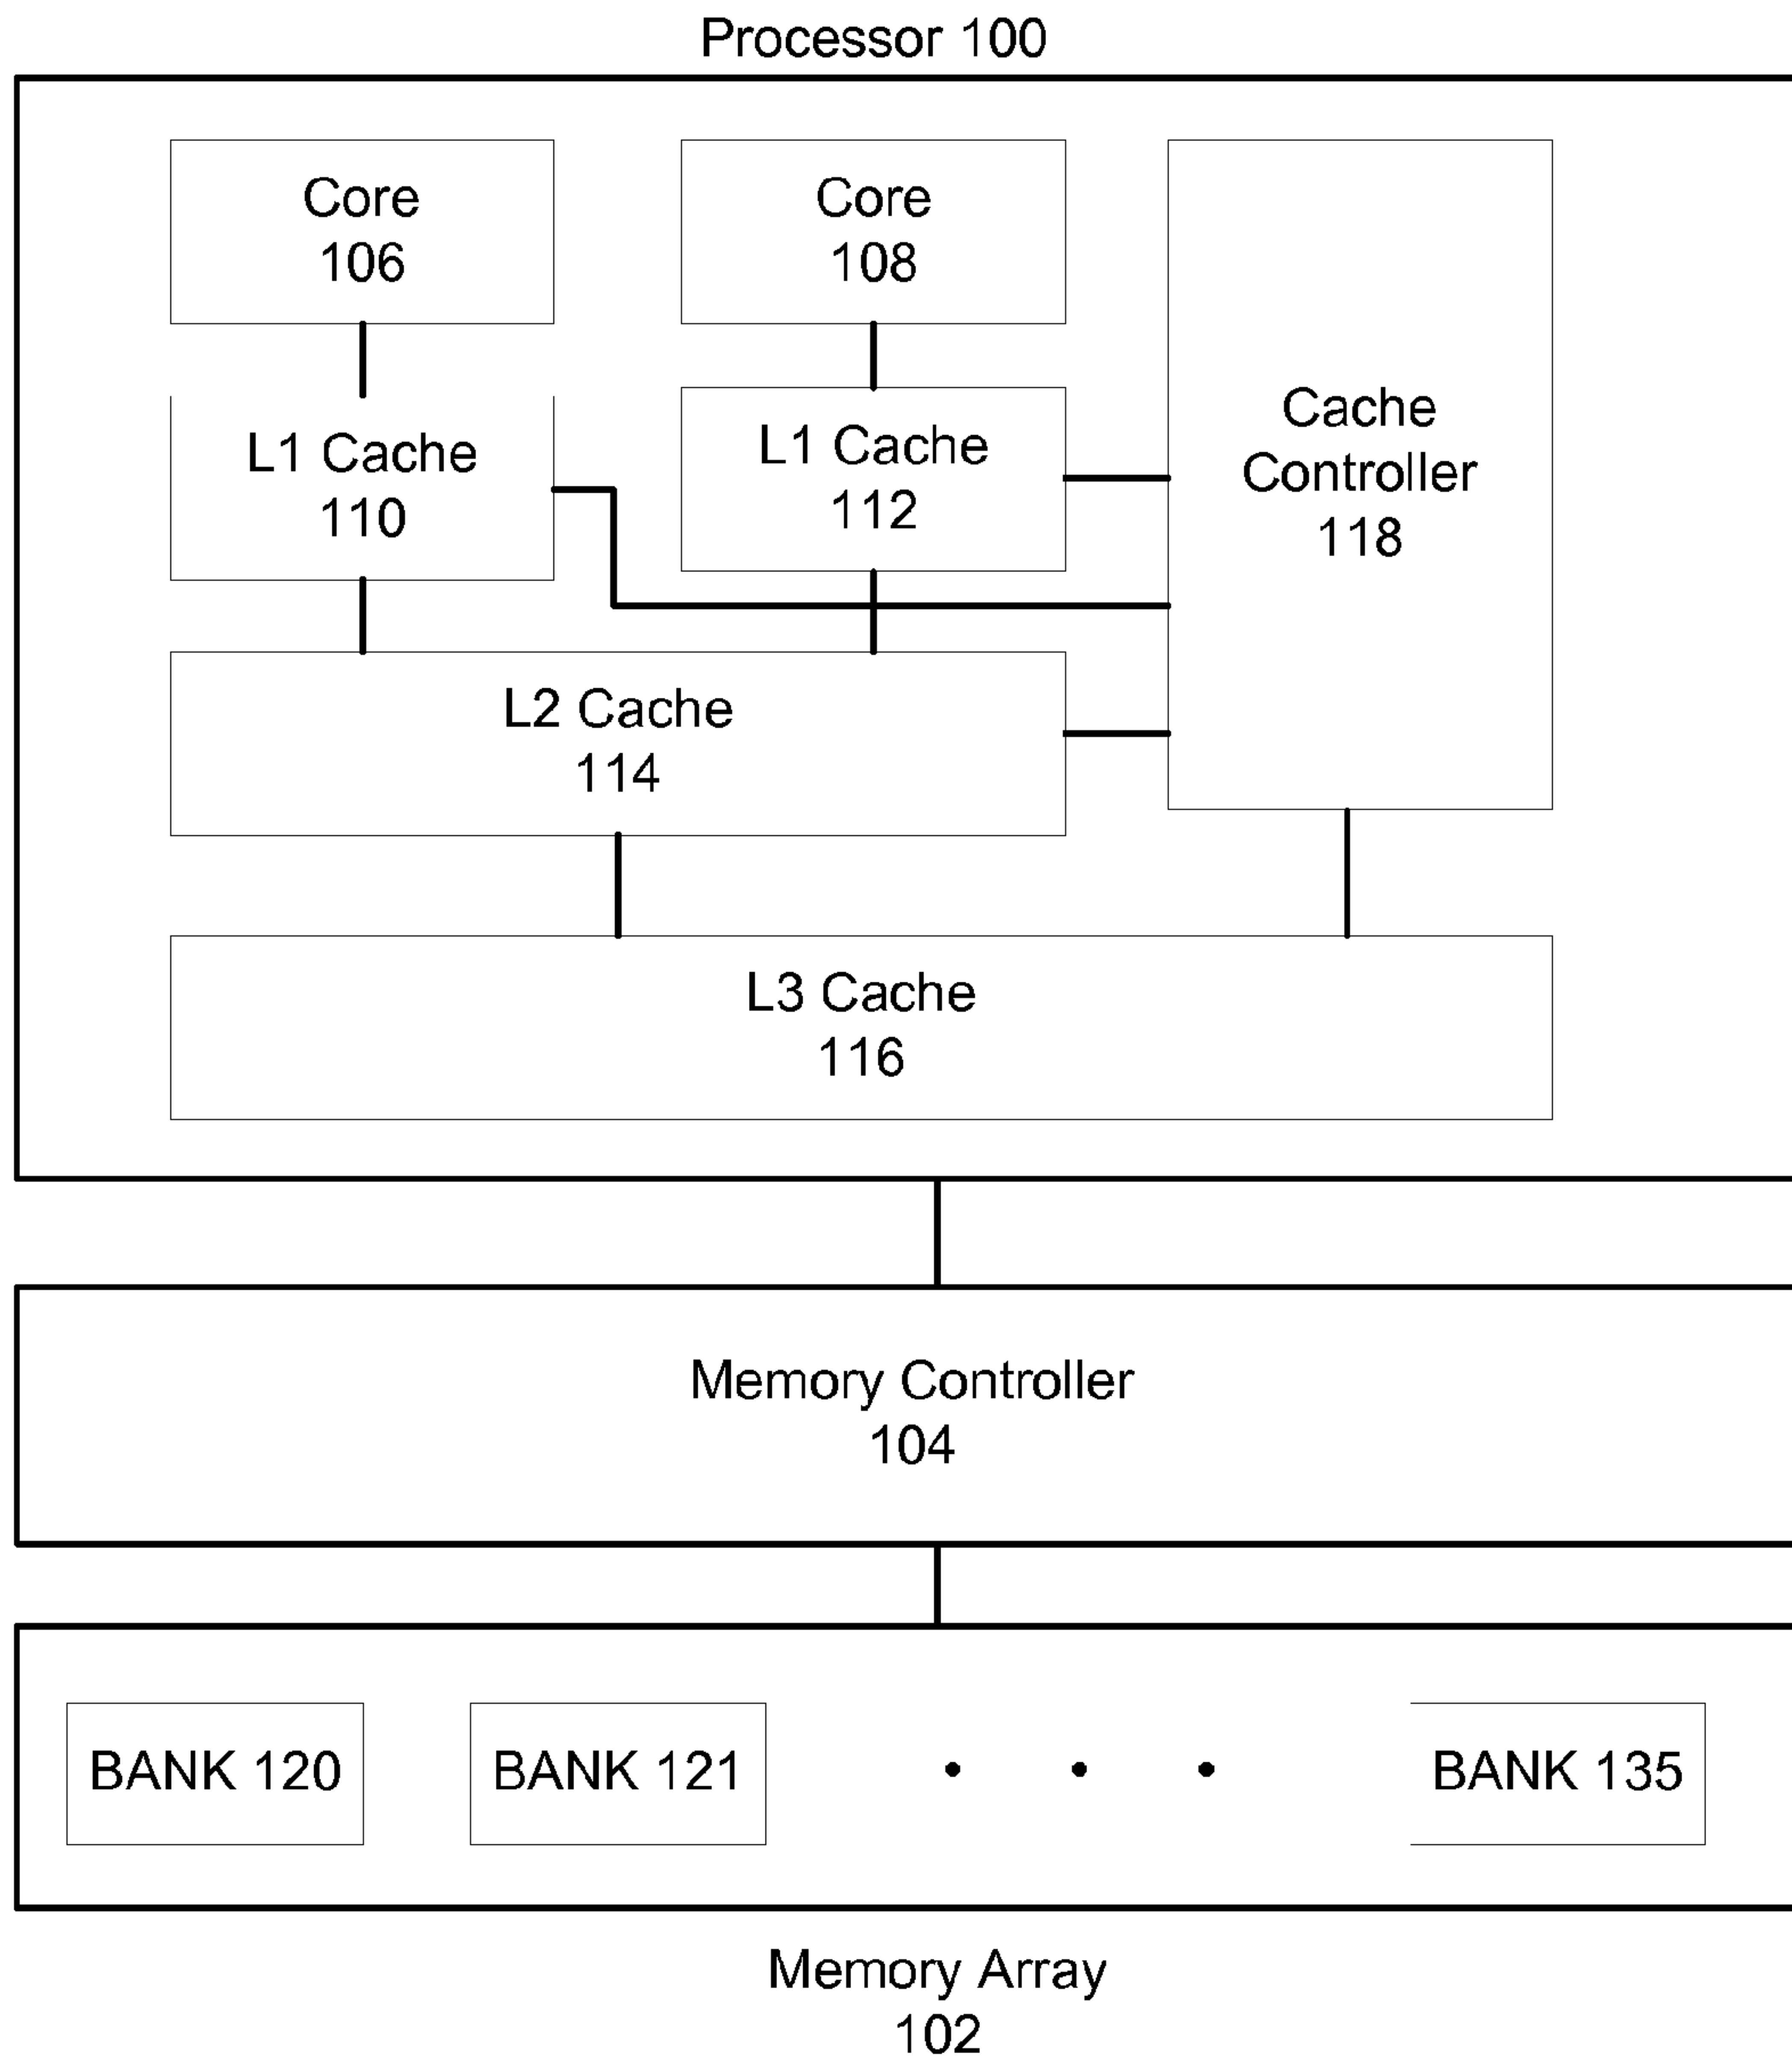 Processor 100
Core
106
Core
108
L1 Cache
110
L1 Cache
112
Cache
Controller
118
L2 Cache
114
L3 Cache
116
Memory Controller
104
BANK 120
BANK 121
• • •
BANK 135
Memory Array
102